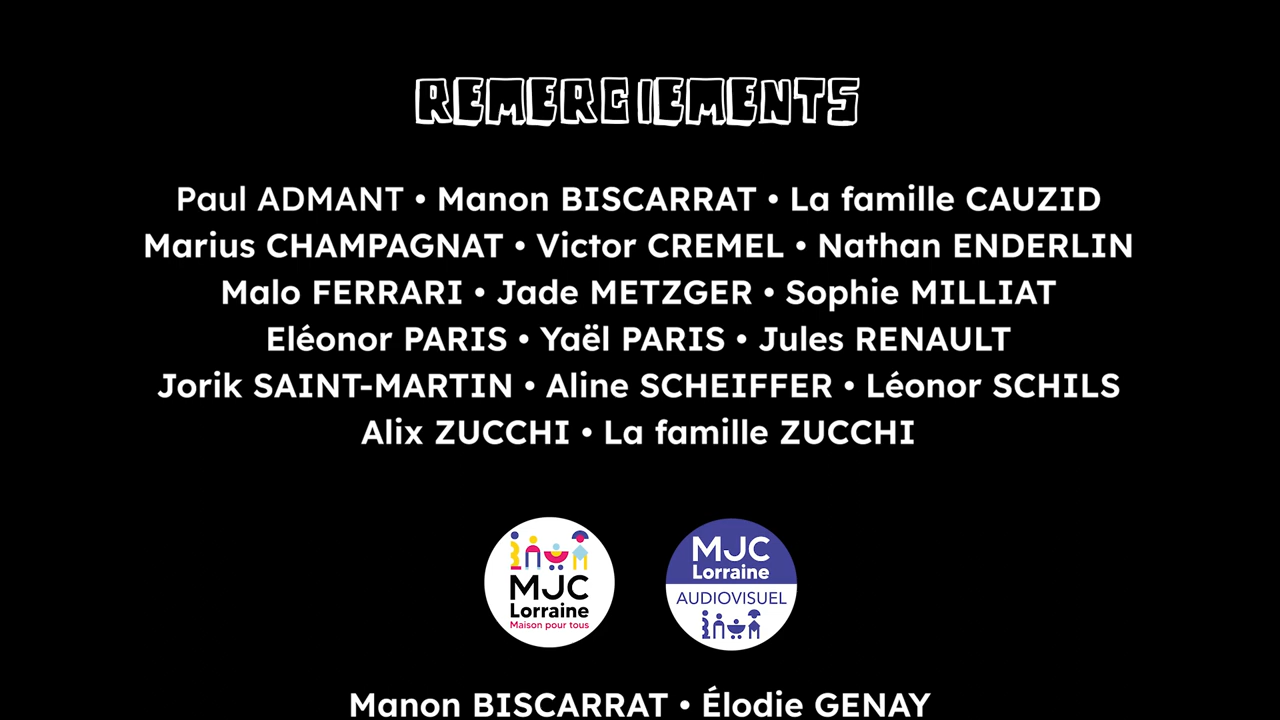 REMERCIEMENTS
Paul ADMANT • Manon BISCARRAT • La famille CAUZID
Marius CHAMPAGNAT • Victor CREMEL • Nathan ENDERLIN
Malo FERRARI • Jade METZGER • Sophie MILLIAT
Eléonor PARIS • Yaël PARIS • Jules RENAULT
Jorik SAINT-MARTIN • Aline SCHEIFFER • Léonor SCHILS
Alix ZUCCHI • La famille ZUCCHI
MJC
Lorraine
Maison pour tous
MJC
Lorraine
AUDIOVISUEL
Manon BISCARRAT • Élodie GENAY